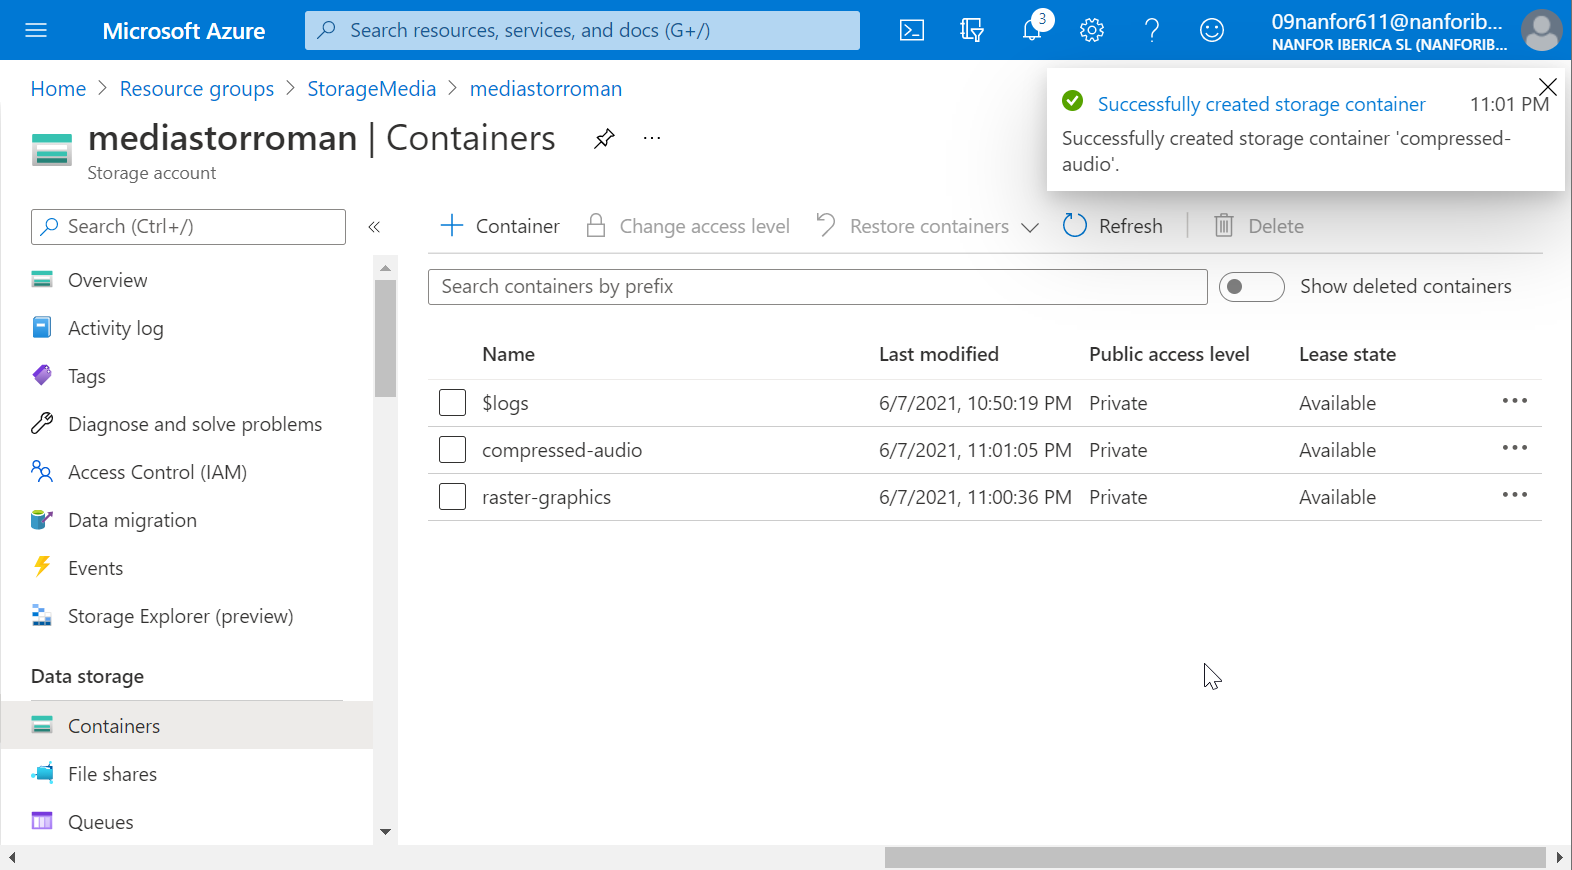 Microsoft Azure
Search resources, services, and docs (G+/)
3
09nanfor611@nanforib...
NANFOR IBERICA SL (NANFORIB...
Home > Resource groups > StorageMedia > mediastorroman
Successfully created storage container 11:01 PM
Successfully created storage container 'compressed-
audio'.
mediastorroman | Containers
Storage account
Search (Ctrl+/)
Overview
Activity log
Tags
Diagnose and solve problems
Access Control (IAM)
Data migration
Events
Storage Explorer (preview)
Data storage
Containers
File shares
Queues
Container Change access level Restore containers Refresh Delete
Search containers by prefix
Show deleted containers
Name Last modified Public access level Lease state
$logs 6/7/2021, 10:50:19 PM Private Available
compressed-audio 6/7/2021, 11:01:05 PM Private Available
raster-graphics 6/7/2021, 11:00:36 PM Private Available